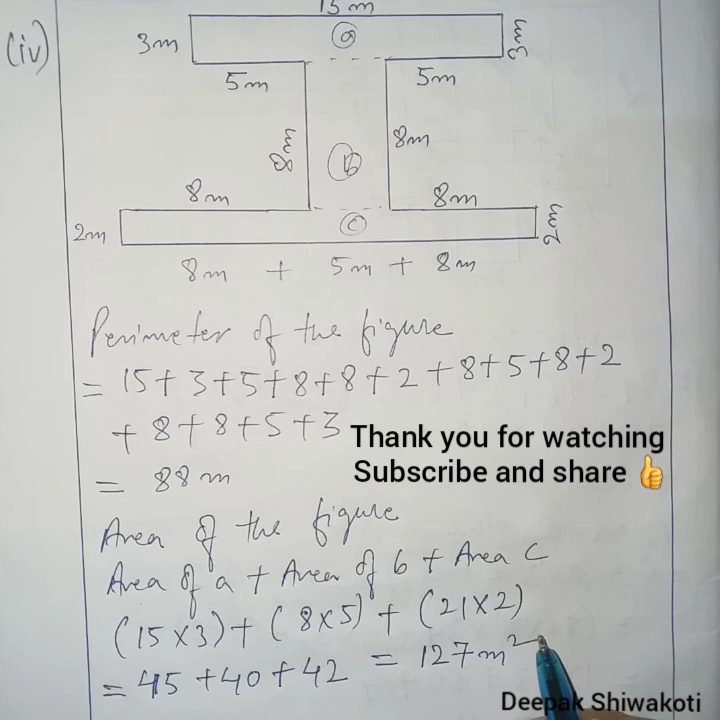 15m
(iv)
3m
a
3m
5m
5m
8m
8m
b
8m
8m
2m
c
2m
8m + 5m + 8m
Perimeter of the figure
= 15+3+5+8+8+2+8+5+8+2
+8+8+5+3
= 88m
Thank you for watching
Subscribe and share 👍
Area of the figure
Area of a + Area of b + Area C
(15×3)+(8×5)+(21×2)
= 45+40+42 = 127m²
Deepak Shiwakoti